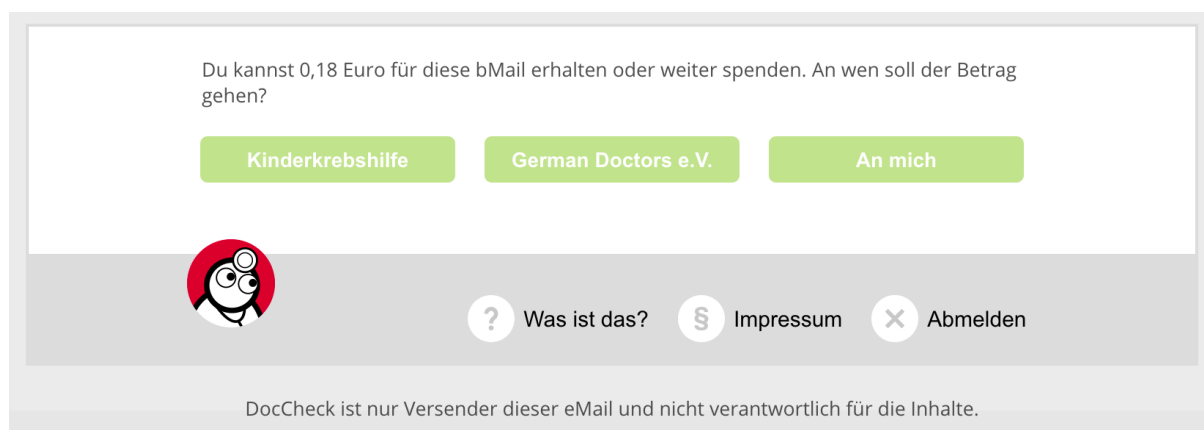 Du kannst 0,18 Euro für diese bMail erhalten oder weiter spenden. An wen soll der Betrag
gehen?
Kinderkrebshilfe
German Doctors e.V.
An mich
? Was ist das?
§ Impressum
✕ Abmelden
DocCheck ist nur Versender dieser eMail und nicht verantwortlich für die Inhalte.